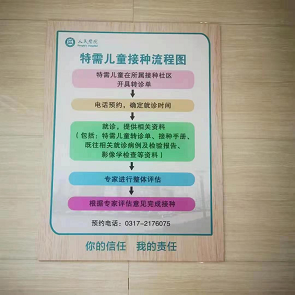 人民医院
特需儿童接种流程图
特需儿童在所属接种社区
开具转诊单
电话预约，确定就诊时间
就诊，提供相关资料
（包括：特需儿童转诊单、接种手册、
既往相关就诊病例及检验报告、
影像学检查等资料）
专家进行整体评估
根据专家评估意见完成接种
预约电话：0317-2176075
你的信任 我的责任